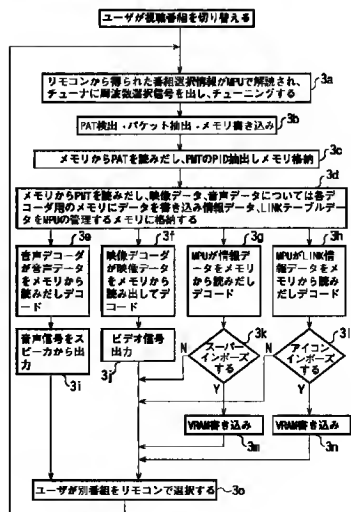 ユーザが視聴番組を切り替える
リモコンから得られた番組選択情報がMPUで解読され、
チューナに周波数選択信号を出し、チューニングする
3a
PAT検出・パケット抽出・メモリ書き込み
3b
メモリからPATを読みだし、PMTのPID抽出しメモリ格納
3c
3d
メモリからPMTを読みだし、映像データ、音声データについては各デ
コーダ用のメモリにデータを書き込み情報データ、LINKテーブルデー
タをMPUの管理するメモリに格納する
3e
3f
3g
3h
音声デコーダ
が音声データ
をメモリから
読みだしデコ
ード
映像デコーダ
が映像データ
をメモリから
読み出してデ
コード
MPUが情報デ
ータをメモリ
から読みだし
デコード
MPUがLINK情
報データをメ
モリから読み
だしデコード
音声信号をス
ピーカから出
力
3i
ビデオ信号
出力
3j
スーパー
インポーズ
する
3k
N
Y
アイコン
インポーズ
する
3l
N
Y
VRAM書き込み
3m
VRAM書き込み
3n
ユーザが別番組をリモコンで選択する
3o